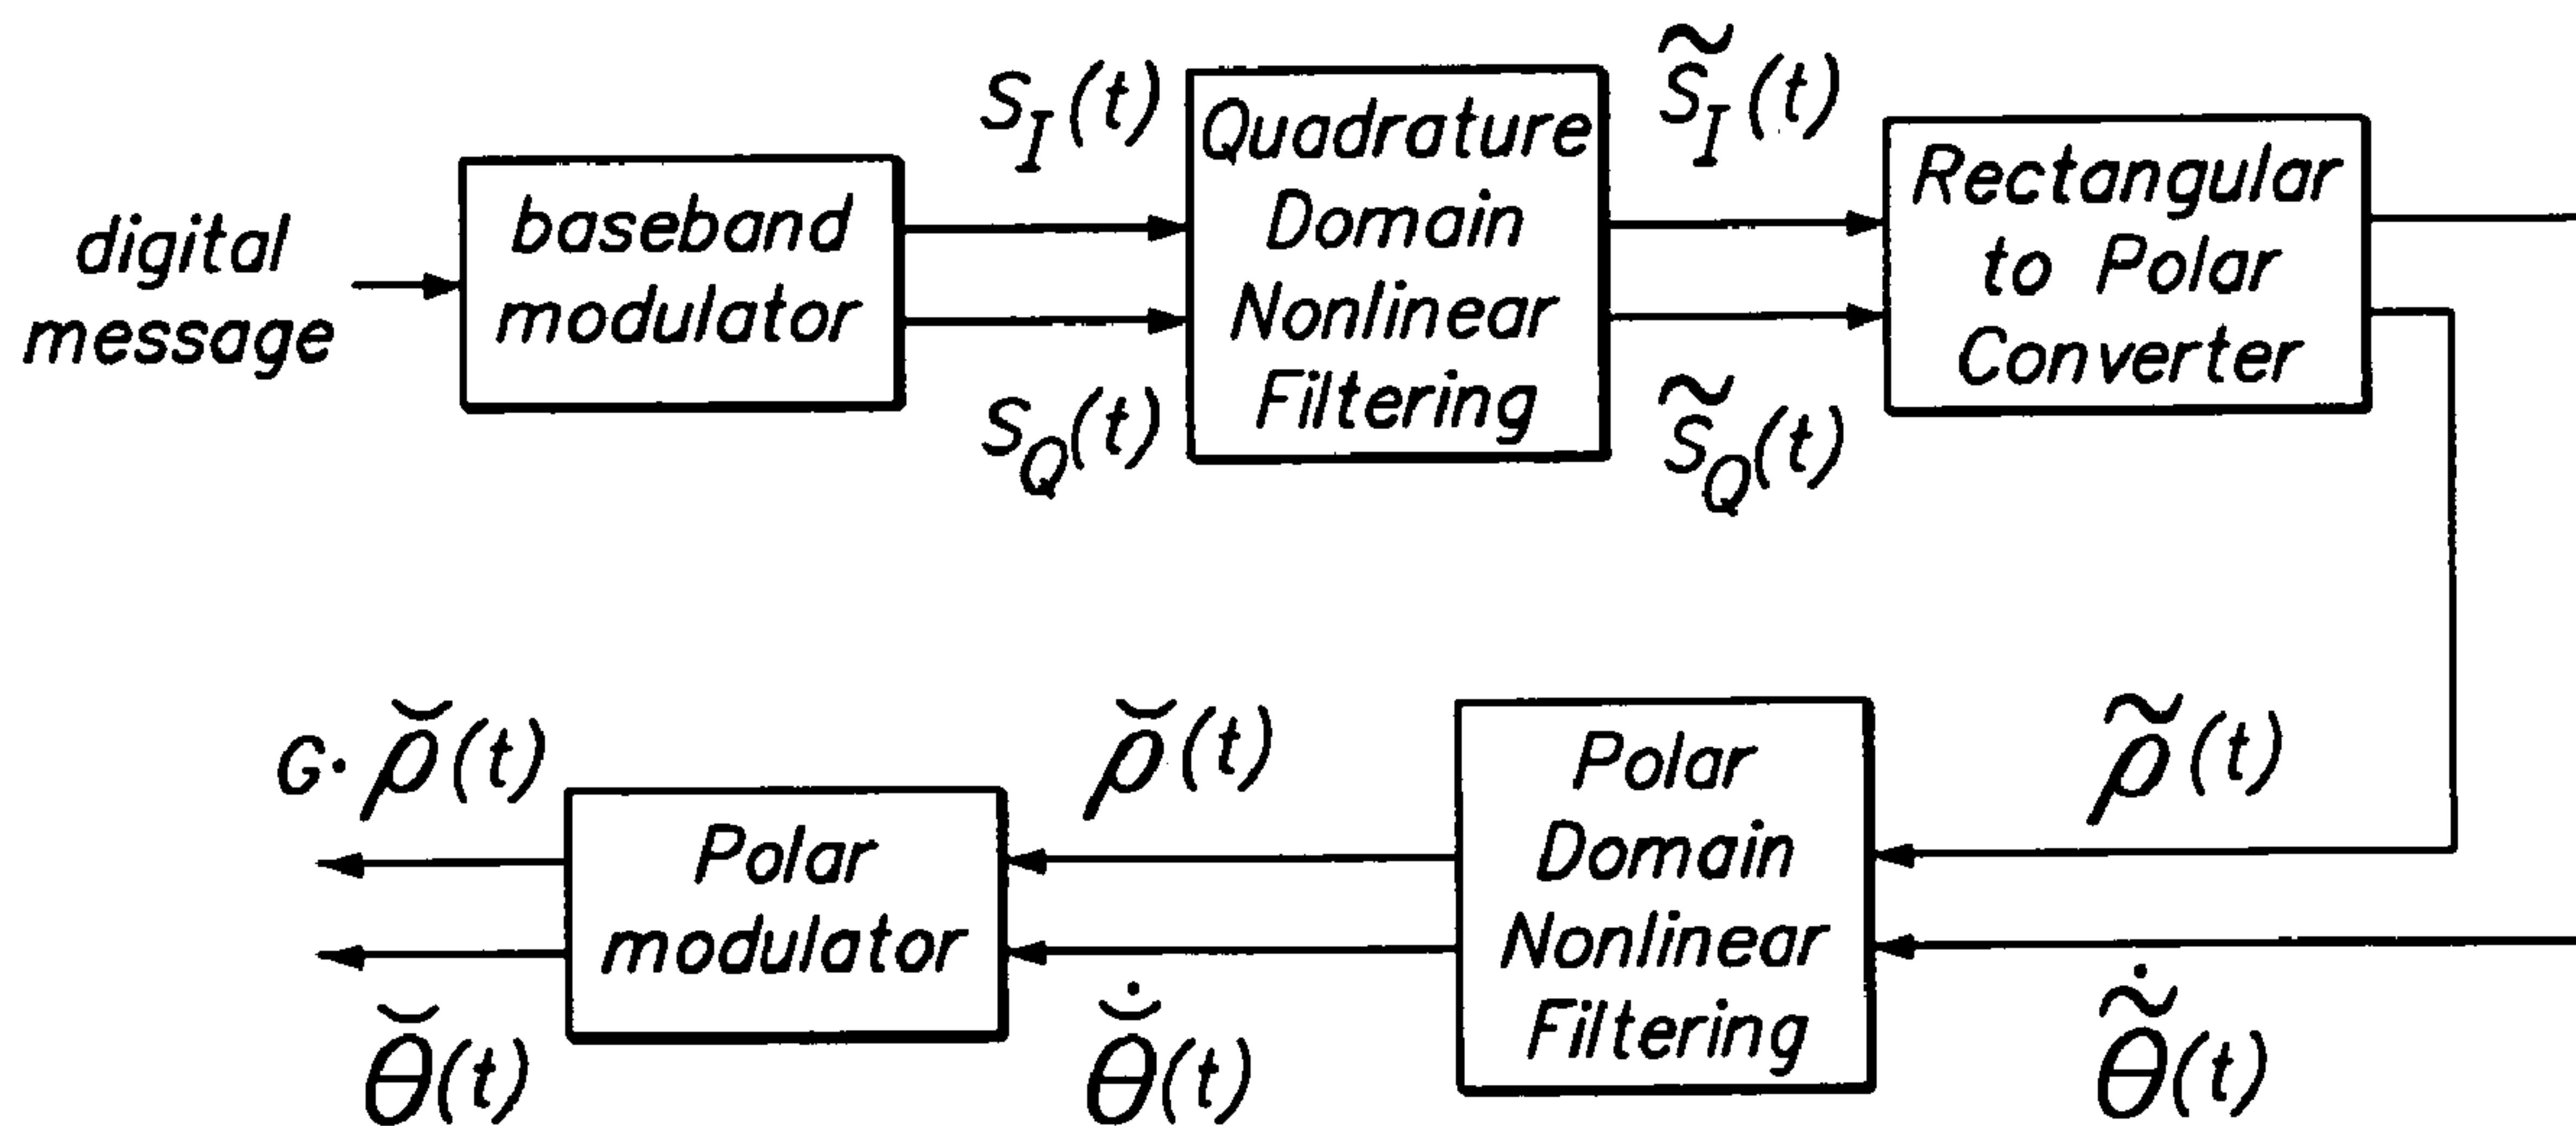 digital
message
baseband
modulator
S_I(t)
S_Q(t)
Quadrature
Domain
Nonlinear
Filtering
S̃_I(t)
S̃_Q(t)
Rectangular
to Polar
Converter
G·ρ̆(t)
θ̆(t)
Polar
modulator
ρ̆(t)
θ̆̇(t)
Polar
Domain
Nonlinear
Filtering
ρ̃(t)
θ̃̇(t)